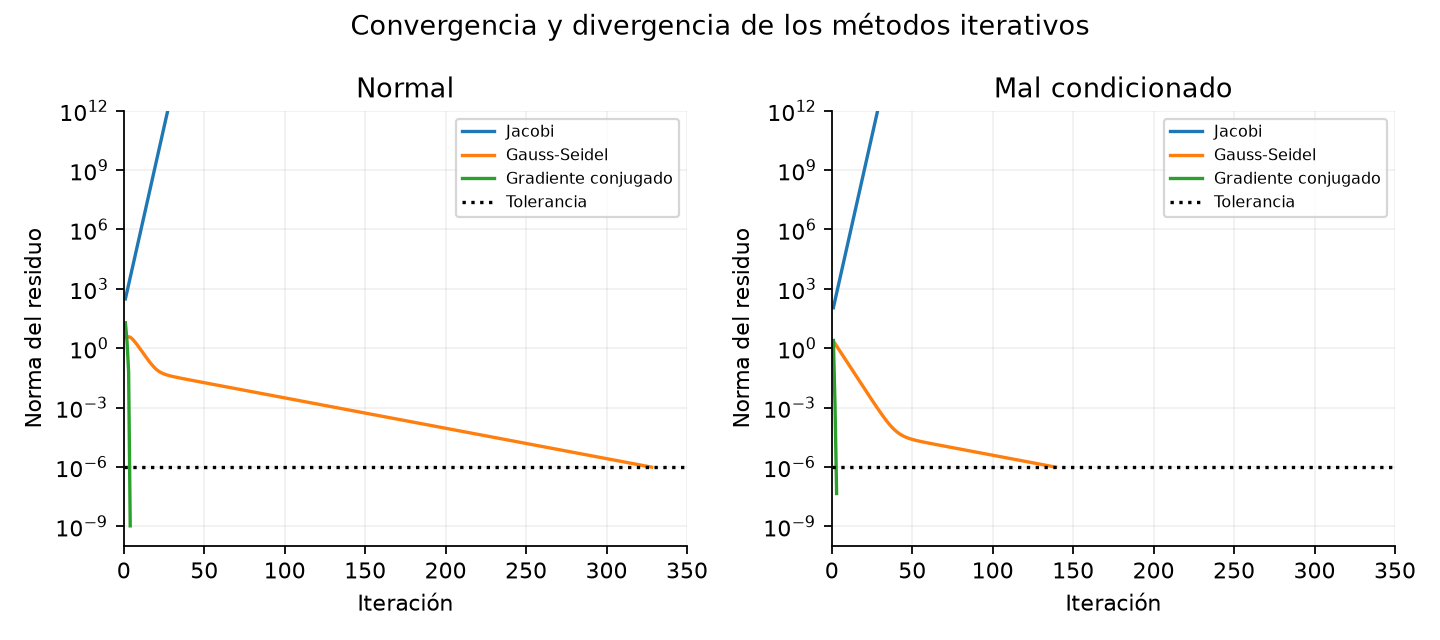 Convergencia y divergencia de los métodos iterativos
Normal
Norma del residuo
10^12
10^9
10^6
10^3
10^0
10^−3
10^−6
10^−9
Jacobi
Gauss-Seidel
Gradiente conjugado
Tolerancia
0 50 100 150 200 250 300 350
Iteración
Mal condicionado
Norma del residuo
10^12
10^9
10^6
10^3
10^0
10^−3
10^−6
10^−9
Jacobi
Gauss-Seidel
Gradiente conjugado
Tolerancia
0 50 100 150 200 250 300 350
Iteración